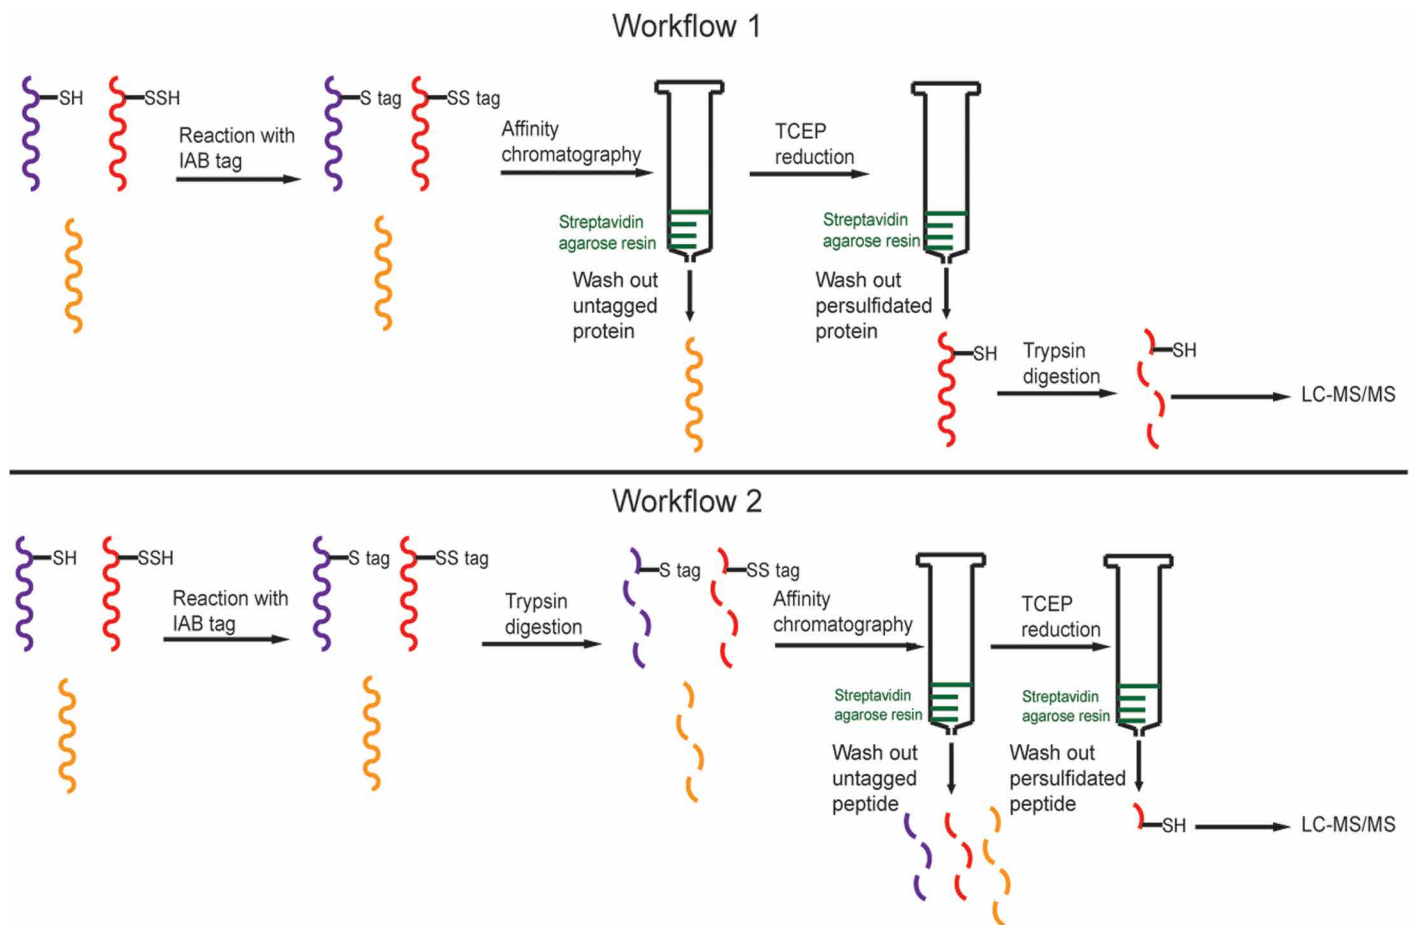 Workflow 1
SH
SSH
Reaction with
IAB tag
S tag
SS tag
Affinity
chromatography
TCEP
reduction
Streptavidin
agarose resin
Streptavidin
agarose resin
Wash out
untagged
protein
Wash out
persulfidated
protein
SH
Trypsin
digestion
SH
LC-MS/MS
Workflow 2
SH
SSH
Reaction with
IAB tag
S tag
SS tag
Trypsin
digestion
S tag
SS tag
Affinity
chromatography
TCEP
reduction
Streptavidin
agarose resin
Streptavidin
agarose resin
Wash out
untagged
peptide
Wash out
persulfidated
peptide
SH
LC-MS/MS